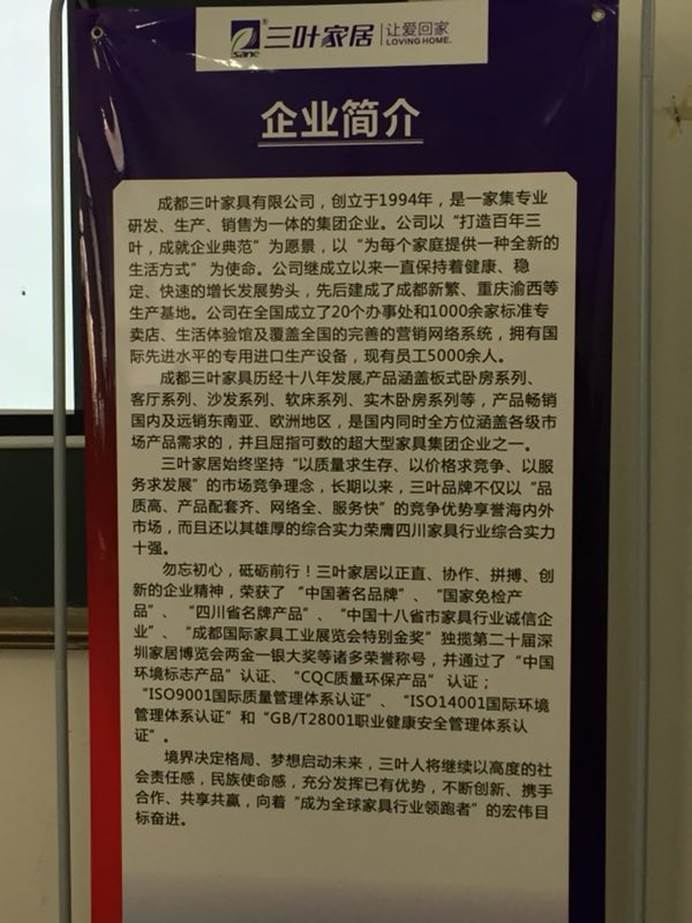 sane
®
三叶家居 让爱回家
LOVING HOME.
企业简介
成都三叶家具有限公司，创立于1994年，是一家集专业
研发、生产、销售为一体的集团企业。公司以“打造百年三
叶，成就企业典范”为愿景，以“为每个家庭提供一种全新的
生活方式” 为使命。公司继成立以来一直保持着健康、稳
定、快速的增长发展势头，先后建成了成都新繁、重庆渝西等
生产基地。公司在全国成立了20个办事处和1000余家标准专
卖店、生活体验馆及覆盖全国的完善的营销网络系统，拥有国
际先进水平的专用进口生产设备，现有员工5000余人。
成都三叶家具历经十八年发展,产品涵盖板式卧房系列、
客厅系列、沙发系列、软床系列、实木卧房系列等，产品畅销
国内及远销东南亚、欧洲地区，是国内同时全方位涵盖各级市
场产品需求的，并且屈指可数的超大型家具集团企业之一。
三叶家居始终坚持“以质量求生存、以价格求竞争、以服
务求发展”的市场竞争理念，长期以来，三叶品牌不仅以“品
质高、产品配套齐、网络全、服务快”的竞争优势享誉海内外
市场，而且还以其雄厚的综合实力荣膺四川家具行业综合实力
十强。
勿忘初心，砥砺前行！三叶家居以正直、协作、拼搏、创
新的企业精神，荣获了“中国著名品牌”、“国家免检产
品”、“四川省名牌产品”、“中国十八省市家具行业诚信企
业”、“成都国际家具工业展览会特别金奖”独揽第二十届深
圳家居博览会两金一银大奖等诸多荣誉称号，并通过了“中国
环境标志产品”认证、“CQC质量环保产品” 认证；
“ISO9001国际质量管理体系认证”、“ISO14001国际环境
管理体系认证”和“GB/T28001职业健康安全管理体系认
证”。
境界决定格局、梦想启动未来，三叶人将继续以高度的社
会责任感，民族使命感，充分发挥已有优势，不断创新、携手
合作、共享共赢，向着“成为全球家具行业领跑者”的宏伟目
标奋进。